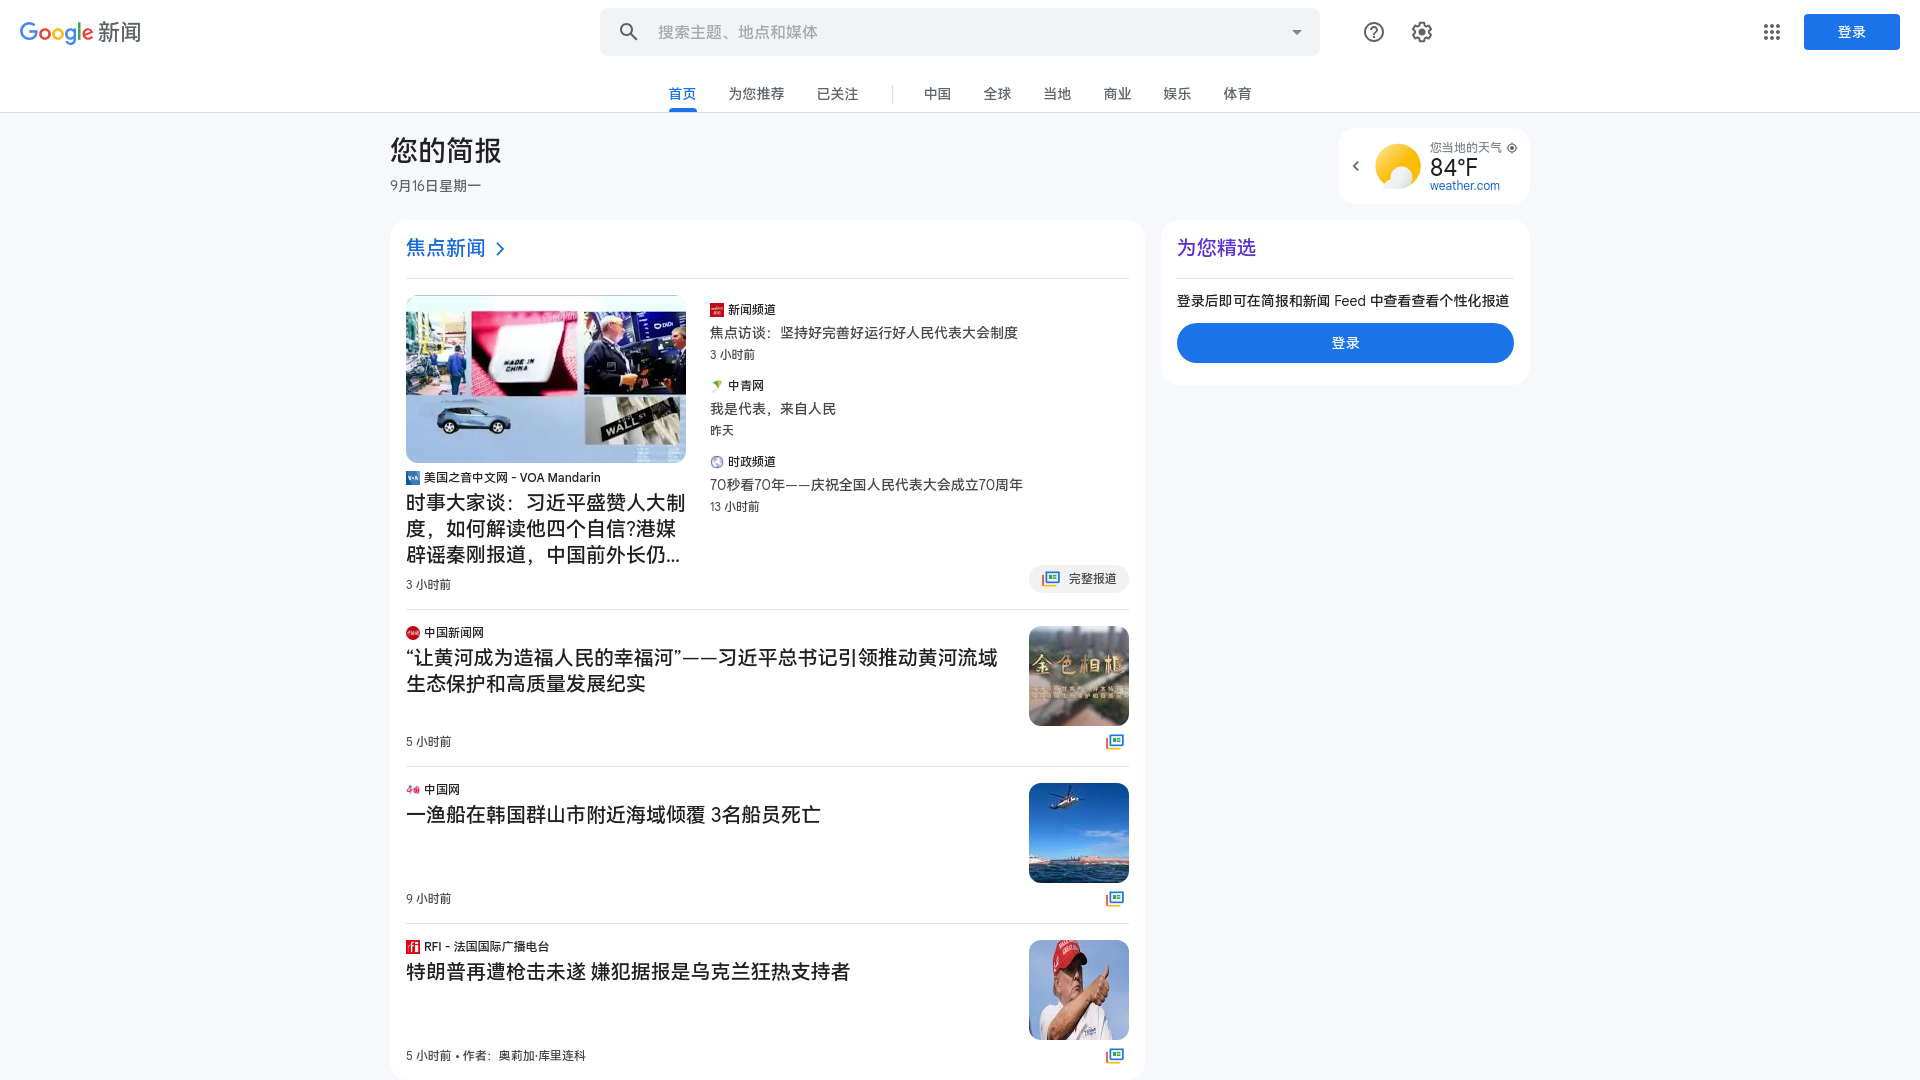 Google 新闻
搜索主题、地点和媒体
登录
首页 为您推荐 已关注 中国 全球 当地 商业 娱乐 体育
您的简报
9月16日星期一
您当地的天气
84°F
weather.com
焦点新闻
MADE IN
CHINA
DiDi
WALL ST
美国之音中文网 - VOA Mandarin
时事大家谈：习近平盛赞人大制
度，如何解读他四个自信?港媒
辟谣秦刚报道，中国前外长仍...
3 小时前
新闻频道
焦点访谈：坚持好完善好运行好人民代表大会制度
3 小时前
中青网
我是代表，来自人民
昨天
时政频道
70秒看70年——庆祝全国人民代表大会成立70周年
13 小时前
完整报道
中国新闻网
“让黄河成为造福人民的幸福河”——习近平总书记引领推动黄河流域
生态保护和高质量发展纪实
金色相框
5 小时前
中国网
一渔船在韩国群山市附近海域倾覆 3名船员死亡
9 小时前
RFI - 法国国际广播电台
特朗普再遭枪击未遂 嫌犯据报是乌克兰狂热支持者
5 小时前 • 作者：奥莉加·库里连科
为您精选
登录后即可在简报和新闻 Feed 中查看查看个性化报道
登录